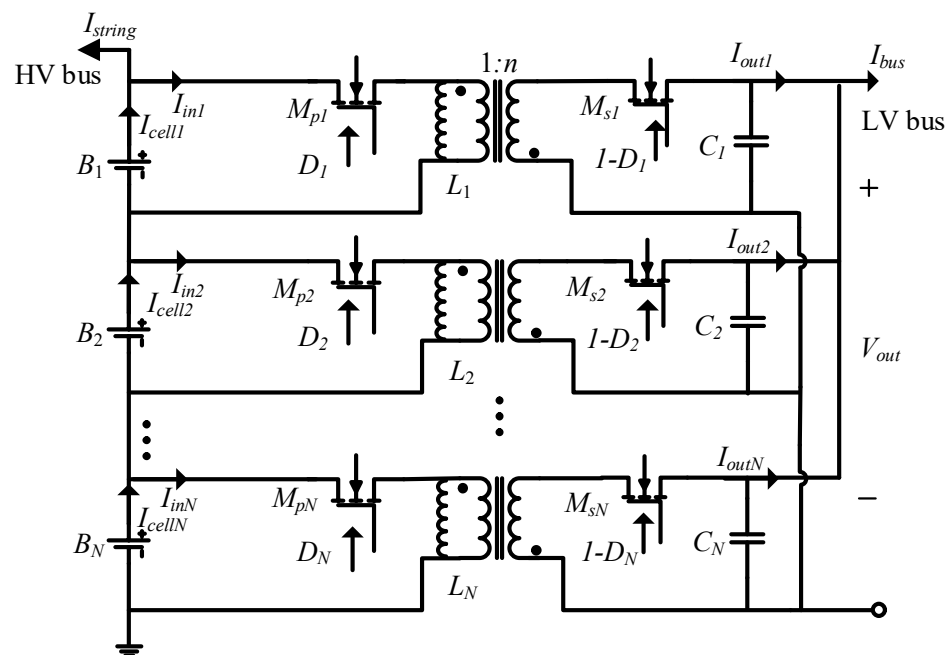 I_string
HV bus
I_in1
I_cell1
B_1
M_p1
D_1
1:n
L_1
M_s1
1-D_1
I_out1
C_1
I_bus
LV bus
+
I_in2
I_cell2
B_2
M_p2
D_2
L_2
M_s2
1-D_2
I_out2
C_2
V_out
I_inN
I_cellN
B_N
M_pN
D_N
L_N
M_sN
1-D_N
I_outN
C_N
−